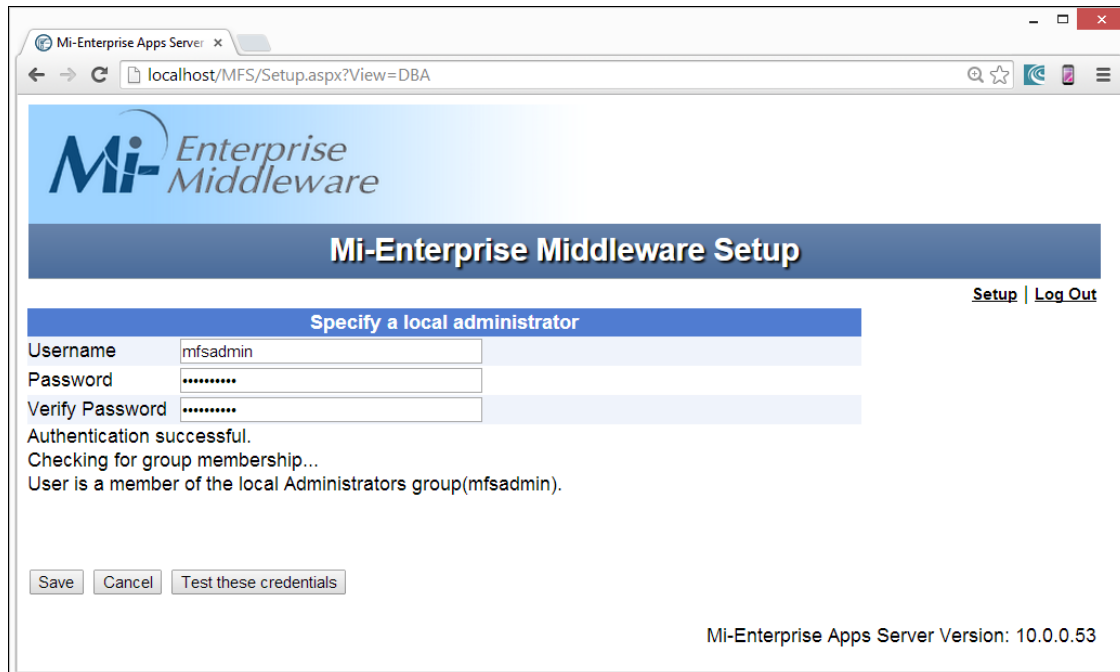 Mi-Enterprise Apps Server
localhost/MFS/Setup.aspx?View=DBA
Mi-Enterprise
Middleware
Mi-Enterprise Middleware Setup
Setup | Log Out
Specify a local administrator
Username mfsadmin
Password ••••••••••
Verify Password ••••••••••
Authentication successful.
Checking for group membership...
User is a member of the local Administrators group(mfsadmin).
Save Cancel Test these credentials
Mi-Enterprise Apps Server Version: 10.0.0.53